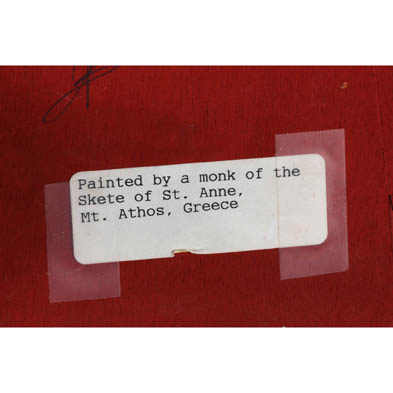 Painted by a monk of the
Skete of St. Anne,
Mt. Athos, Greece